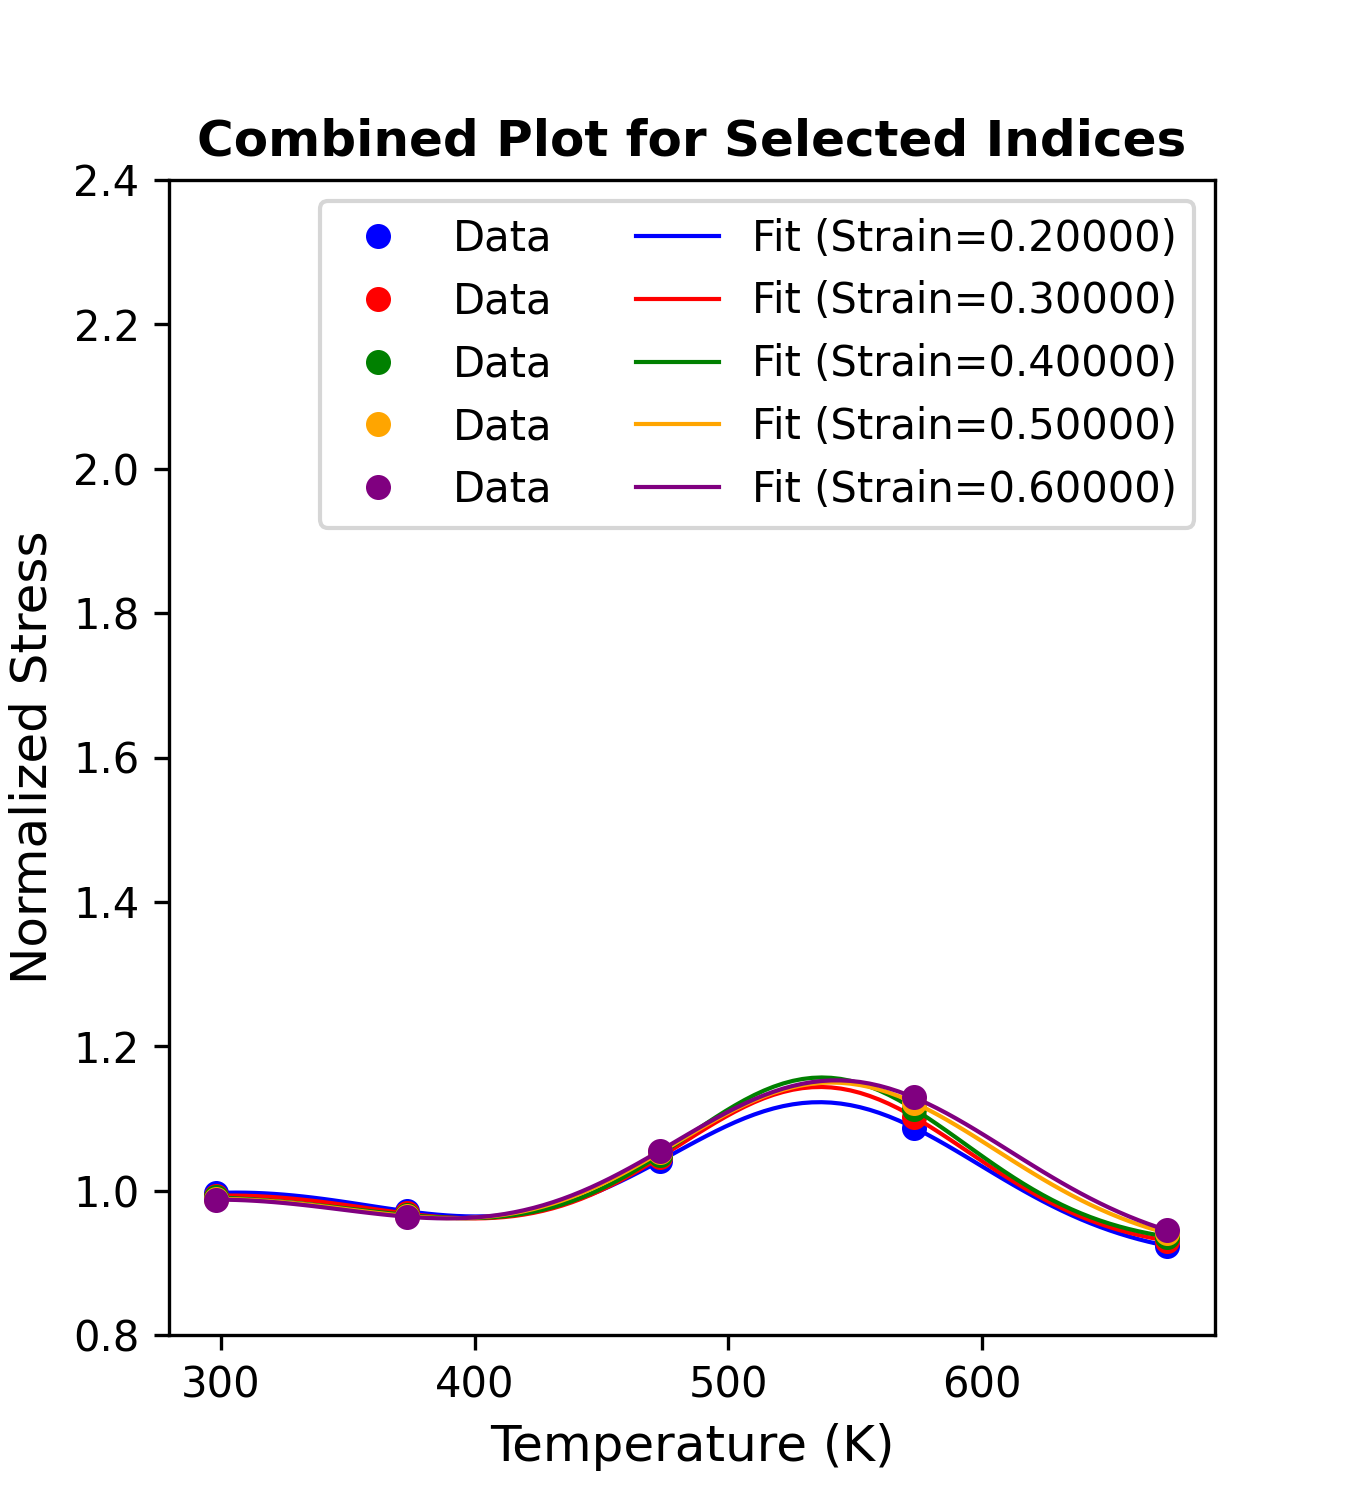 Combined Plot for Selected Indices
2.4
2.2
2.0
1.8
1.6
1.4
1.2
1.0
0.8
Normalized Stress
Data Fit (Strain=0.20000)
Data Fit (Strain=0.30000)
Data Fit (Strain=0.40000)
Data Fit (Strain=0.50000)
Data Fit (Strain=0.60000)
300 400 500 600
Temperature (K)